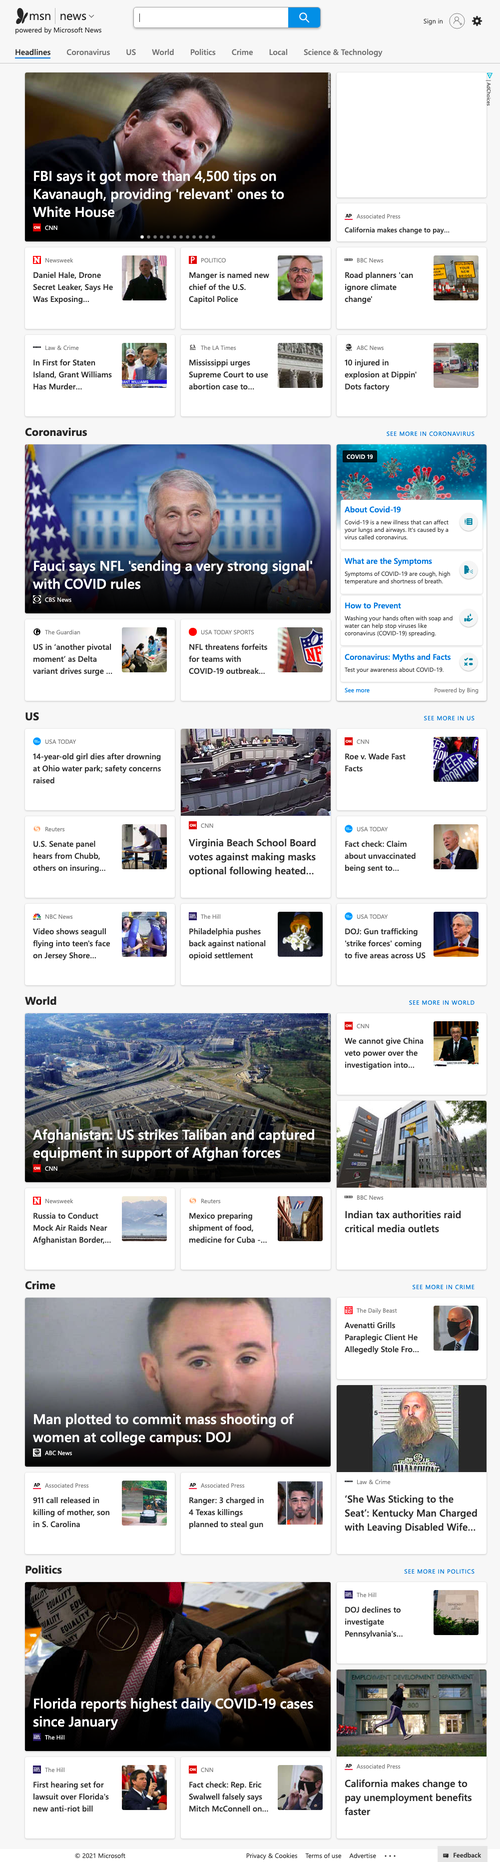 msn news
powered by Microsoft News
Sign in
Headlines Coronavirus US World Politics Crime Local Science & Technology
FBI says it got more than 4,500 tips on
Kavanaugh, providing 'relevant' ones to
White House
CNN
AdChoices
Associated Press
California makes change to pay...
Newsweek
Daniel Hale, Drone
Secret Leaker, Says He
Was Exposing...
POLITICO
Manger is named new
chief of the U.S.
Capitol Police
BBC News
Road planners 'can
ignore climate
change'
Law & Crime
In First for Staten
Island, Grant Williams
Has Murder...
The LA Times
Mississippi urges
Supreme Court to use
abortion case to...
ABC News
10 injured in
explosion at Dippin'
Dots factory
Coronavirus
SEE MORE IN CORONAVIRUS
Fauci says NFL 'sending a very strong signal'
with COVID rules
CBS News
COVID 19
About Covid-19
Covid-19 is a new illness that can affect
your lungs and airways. It's caused by a
virus called coronavirus.
What are the Symptoms
Symptoms of COVID-19 are cough, high
temperature and shortness of breath.
How to Prevent
Washing your hands often with soap and
water can help stop viruses like
coronavirus (COVID-19) spreading.
Coronavirus: Myths and Facts
Test your awareness about COVID-19.
See more
Powered by Bing
The Guardian
US in 'another pivotal
moment' as Delta
variant drives surge ...
USA TODAY SPORTS
NFL threatens forfeits
for teams with
COVID-19 outbreak...
NFL
US
SEE MORE IN US
USA TODAY
14-year-old girl dies after drowning
at Ohio water park; safety concerns
raised
CNN
Virginia Beach School Board
votes against making masks
optional following heated...
CNN
Roe v. Wade Fast
Facts
KEEP
ABORTION
Reuters
U.S. Senate panel
hears from Chubb,
others on insuring...
USA TODAY
Fact check: Claim
about unvaccinated
being sent to...
NBC News
Video shows seagull
flying into teen's face
on Jersey Shore...
The Hill
Philadelphia pushes
back against national
opioid settlement
USA TODAY
DOJ: Gun trafficking
'strike forces' coming
to five areas across US
World
SEE MORE IN WORLD
Afghanistan: US strikes Taliban and captured
equipment in support of Afghan forces
CNN
CNN
We cannot give China
veto power over the
investigation into...
BBC News
Indian tax authorities raid
critical media outlets
Newsweek
Russia to Conduct
Mock Air Raids Near
Afghanistan Border,...
Reuters
Mexico preparing
shipment of food,
medicine for Cuba -...
Crime
SEE MORE IN CRIME
Man plotted to commit mass shooting of
women at college campus: DOJ
ABC News
The Daily Beast
Avenatti Grills
Paraplegic Client He
Allegedly Stole Fro...
Law & Crime
'She Was Sticking to the
Seat': Kentucky Man Charged
with Leaving Disabled Wife...
Associated Press
911 call released in
killing of mother, son
in S. Carolina
Associated Press
Ranger: 3 charged in
4 Texas killings
planned to steal gun
Politics
SEE MORE IN POLITICS
EQUALITY
Florida reports highest daily COVID-19 cases
since January
The Hill
The Hill
DOJ declines to
investigate
Pennsylvania's...
EMPLOYMENT DEVELOPMENT DEPARTMENT
800
Associated Press
California makes change to
pay unemployment benefits
faster
The Hill
First hearing set for
lawsuit over Florida's
new anti-riot bill
CNN
Fact check: Rep. Eric
Swalwell falsely says
Mitch McConnell on...
© 2021 Microsoft Privacy & Cookies Terms of use Advertise
Feedback